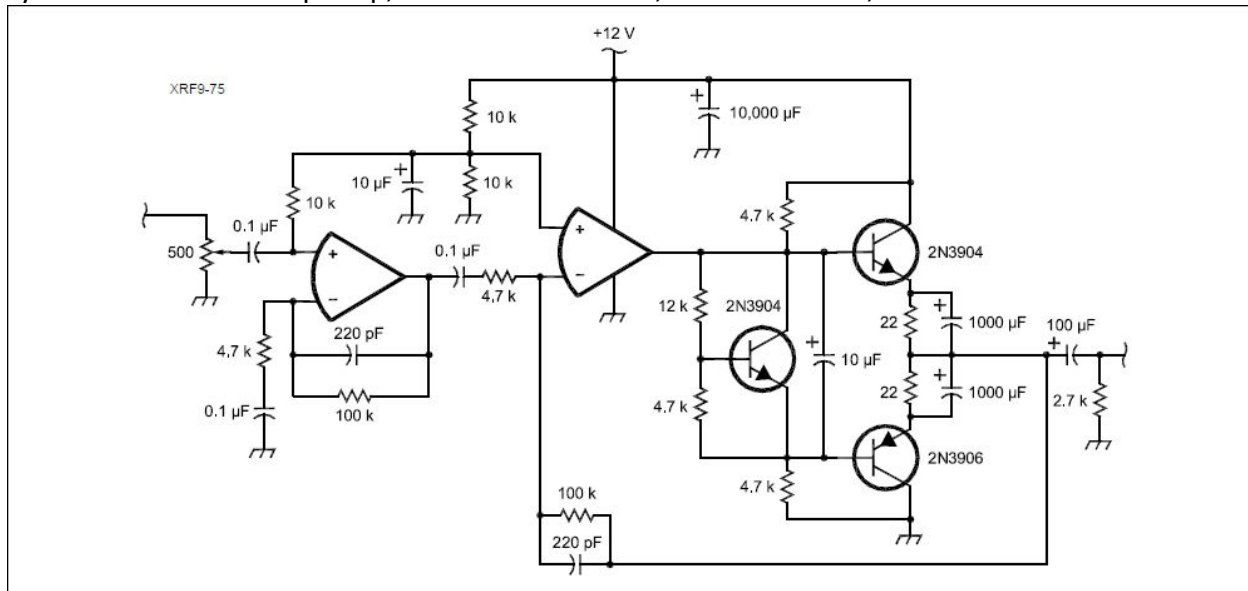 +12 V
XRF9-75
10 k
10,000 µF
10 µF
10 k
10 k
4.7 k
0.1 µF
500
0.1 µF
4,7 k
2N3904
12 k
2N3904
220 pF
4,7 k
10 µF
22
1000 µF
100 µF
22
1000 µF
2.7 k
0.1 µF
100 k
4.7 k
2N3906
4,7 k
100 k
220 pF